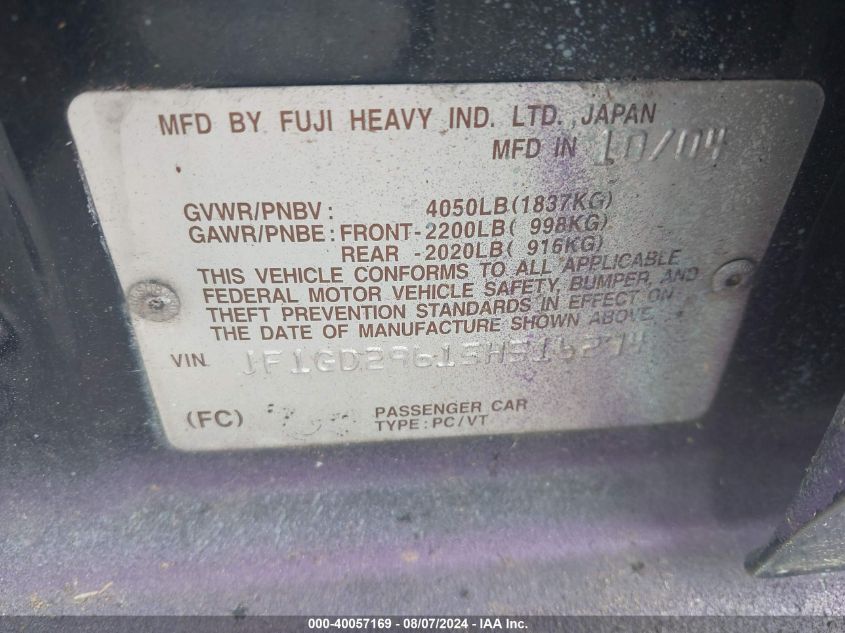 MFD BY FUJI HEAVY IND. LTD. JAPAN
MFD IN 10/04
GVWR/PNBV: 4050LB(1837KG)
GAWR/PNBE: FRONT-2200LB( 998KG)
REAR -2020LB( 916KG)
THIS VEHICLE CONFORMS TO ALL APPLICABLE
FEDERAL MOTOR VEHICLE SAFETY, BUMPER, AND
THEFT PREVENTION STANDARDS IN EFFECT ON
THE DATE OF MANUFACTURE SHOWN ABOVE.
VIN. JF1GD29615H516274
(FC) PASSENGER CAR
TYPE: PC/VT
000-40057169 - 08/07/2024 - IAA Inc.